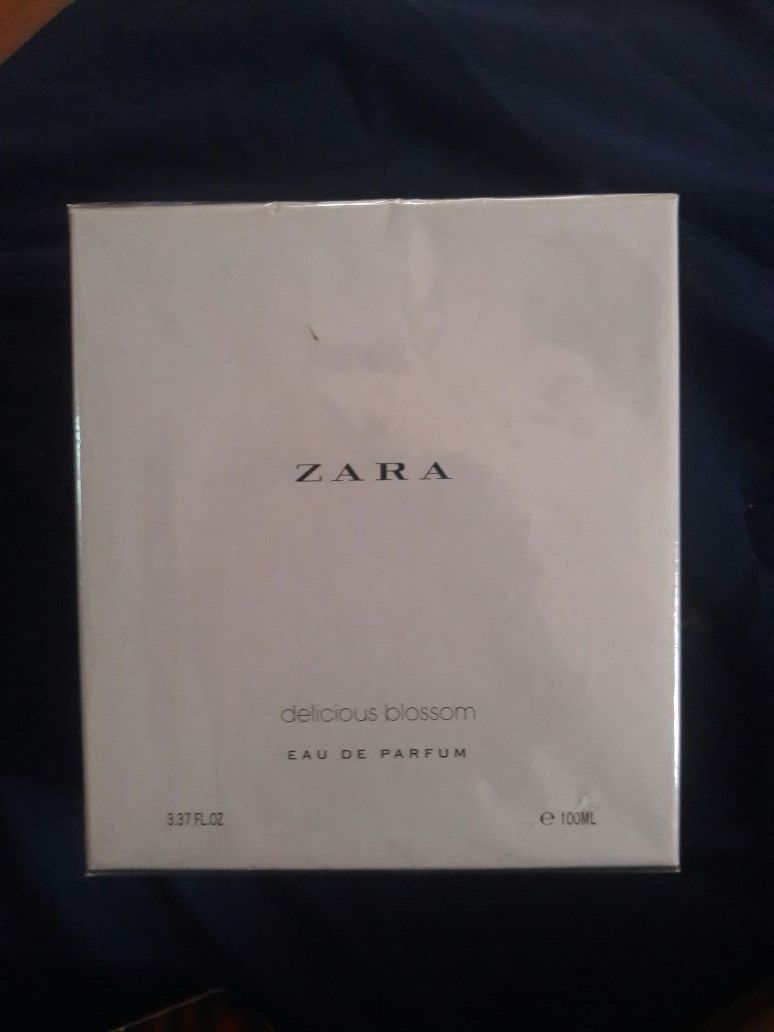 ZARA
delicious blossom
EAU DE PARFUM
3.37 FL.OZ
℮ 100ML